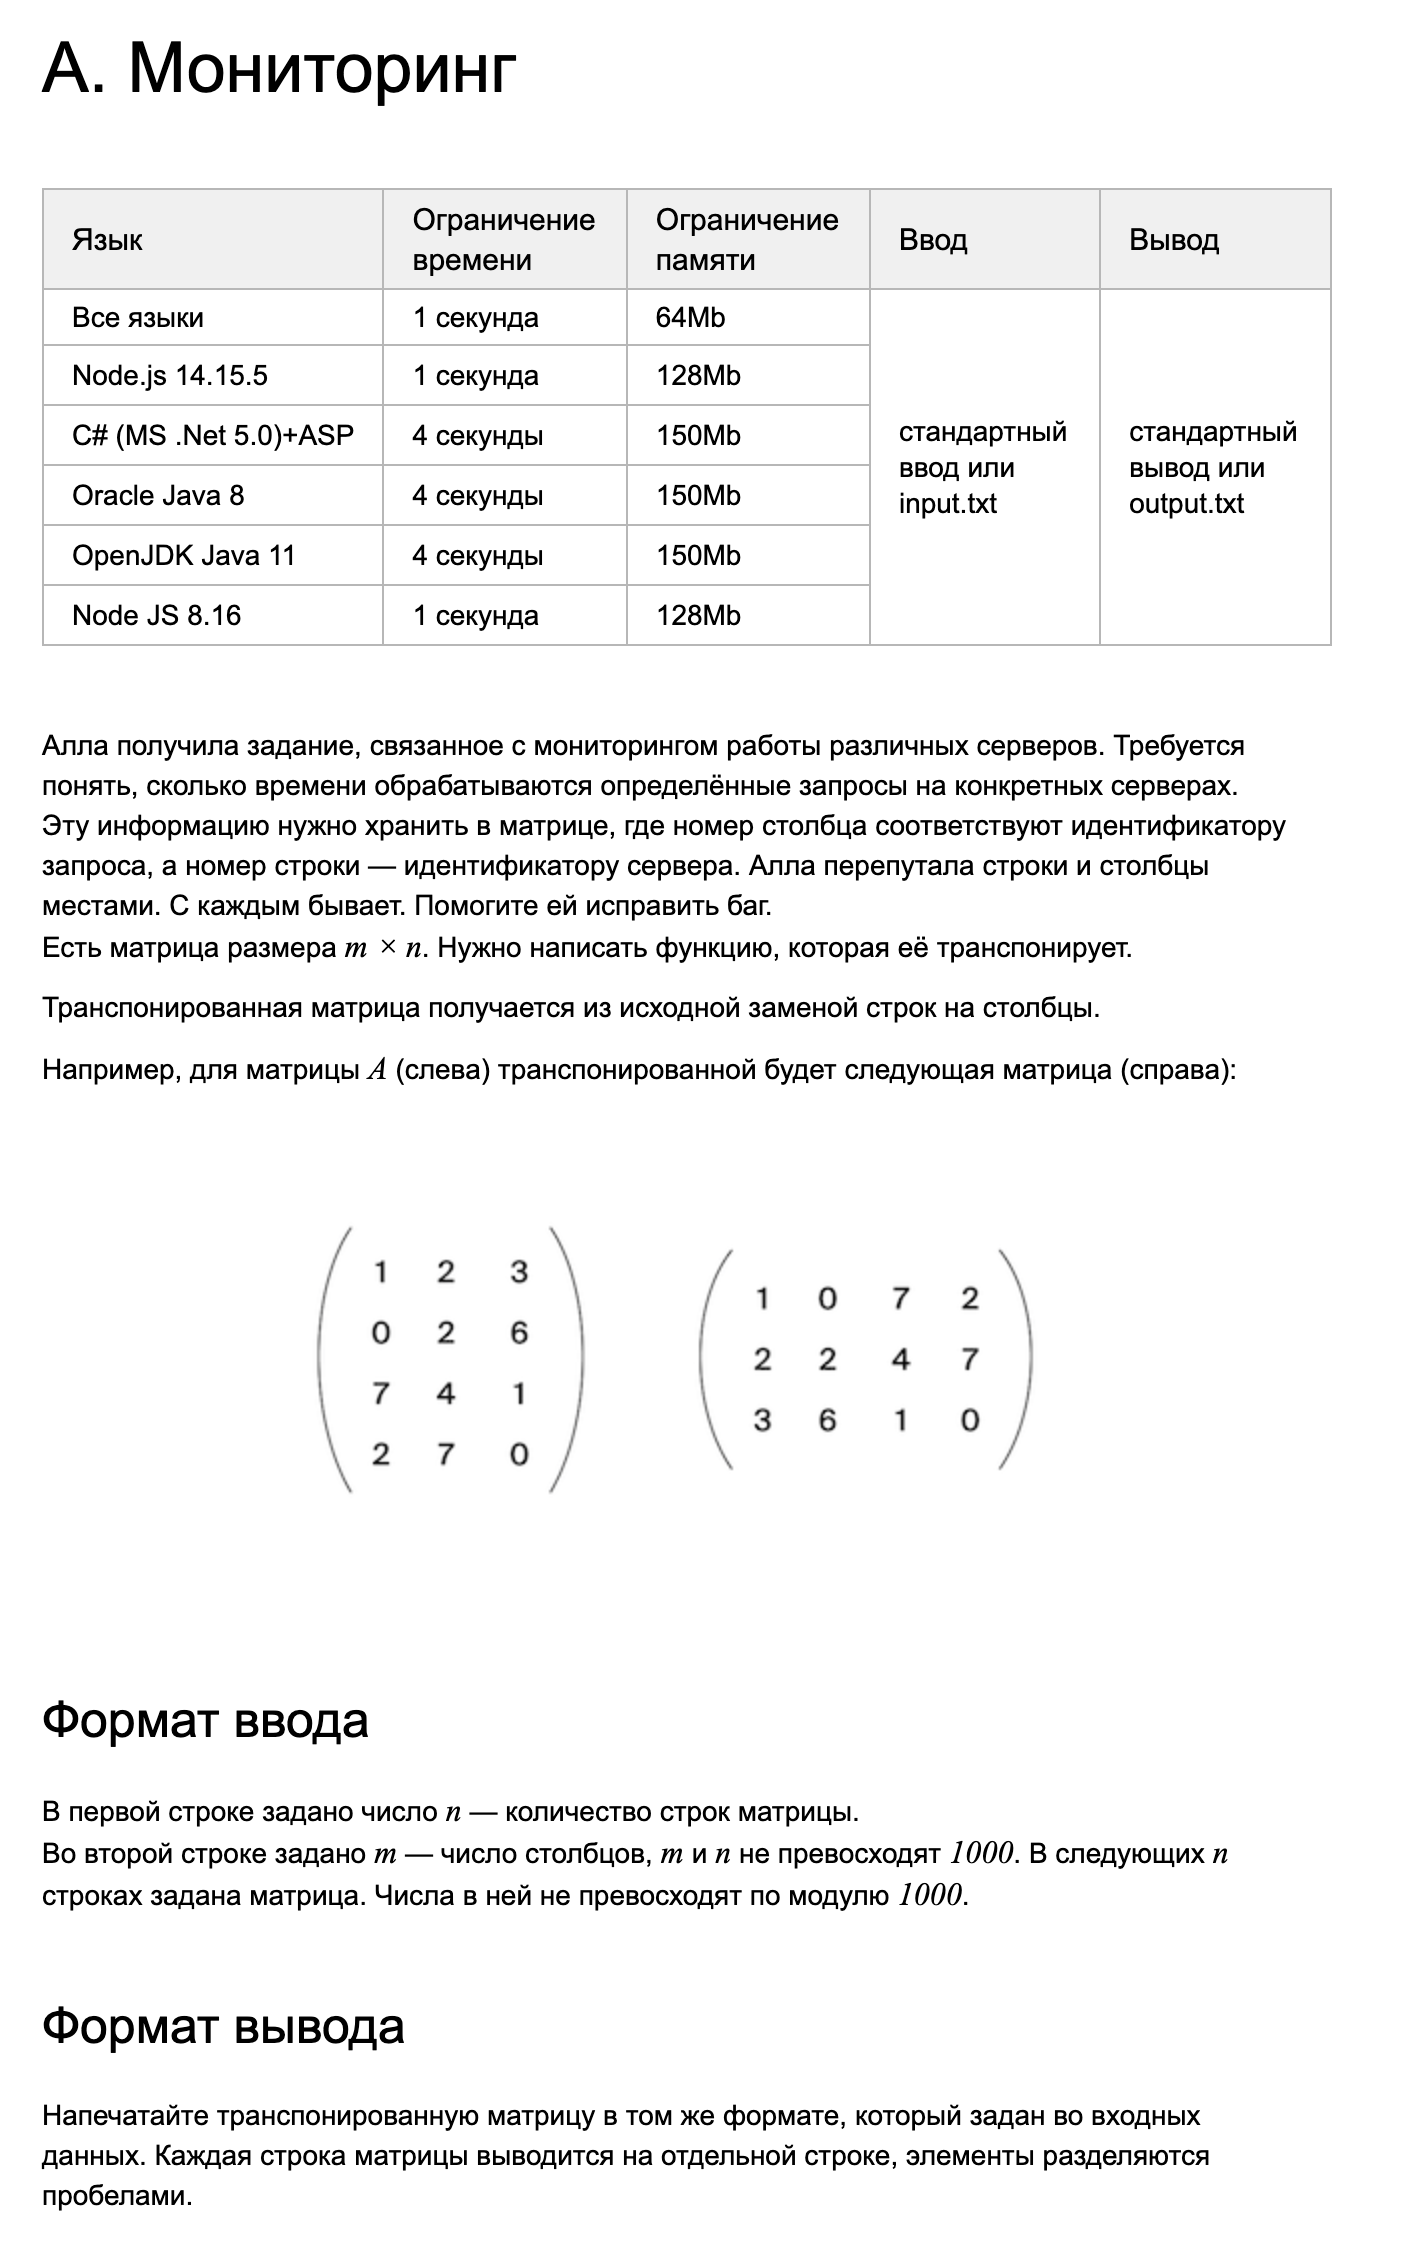 А. Мониторинг
Язык
Ограничение
времени
Ограничение
памяти
Ввод
Вывод
Все языки
1 секунда
64Mb
стандартный
ввод или
input.txt
стандартный
вывод или
output.txt
Node.js 14.15.5
1 секунда
128Mb
C# (MS .Net 5.0)+ASP
4 секунды
150Mb
Oracle Java 8
4 секунды
150Mb
OpenJDK Java 11
4 секунды
150Mb
Node JS 8.16
1 секунда
128Mb
Алла получила задание, связанное с мониторингом работы различных серверов. Требуется
понять, сколько времени обрабатываются определённые запросы на конкретных серверах.
Эту информацию нужно хранить в матрице, где номер столбца соответствуют идентификатору
запроса, а номер строки — идентификатору сервера. Алла перепутала строки и столбцы
местами. С каждым бывает. Помогите ей исправить баг.
Есть матрица размера m × n. Нужно написать функцию, которая её транспонирует.
Транспонированная матрица получается из исходной заменой строк на столбцы.
Например, для матрицы A (слева) транспонированной будет следующая матрица (справа):
1 2 3
0 2 6
7 4 1
2 7 0
1 0 7 2
2 2 4 7
3 6 1 0
Формат ввода
В первой строке задано число n — количество строк матрицы.
Во второй строке задано m — число столбцов, m и n не превосходят 1000. В следующих n
строках задана матрица. Числа в ней не превосходят по модулю 1000.
Формат вывода
Напечатайте транспонированную матрицу в том же формате, который задан во входных
данных. Каждая строка матрицы выводится на отдельной строке, элементы разделяются
пробелами.